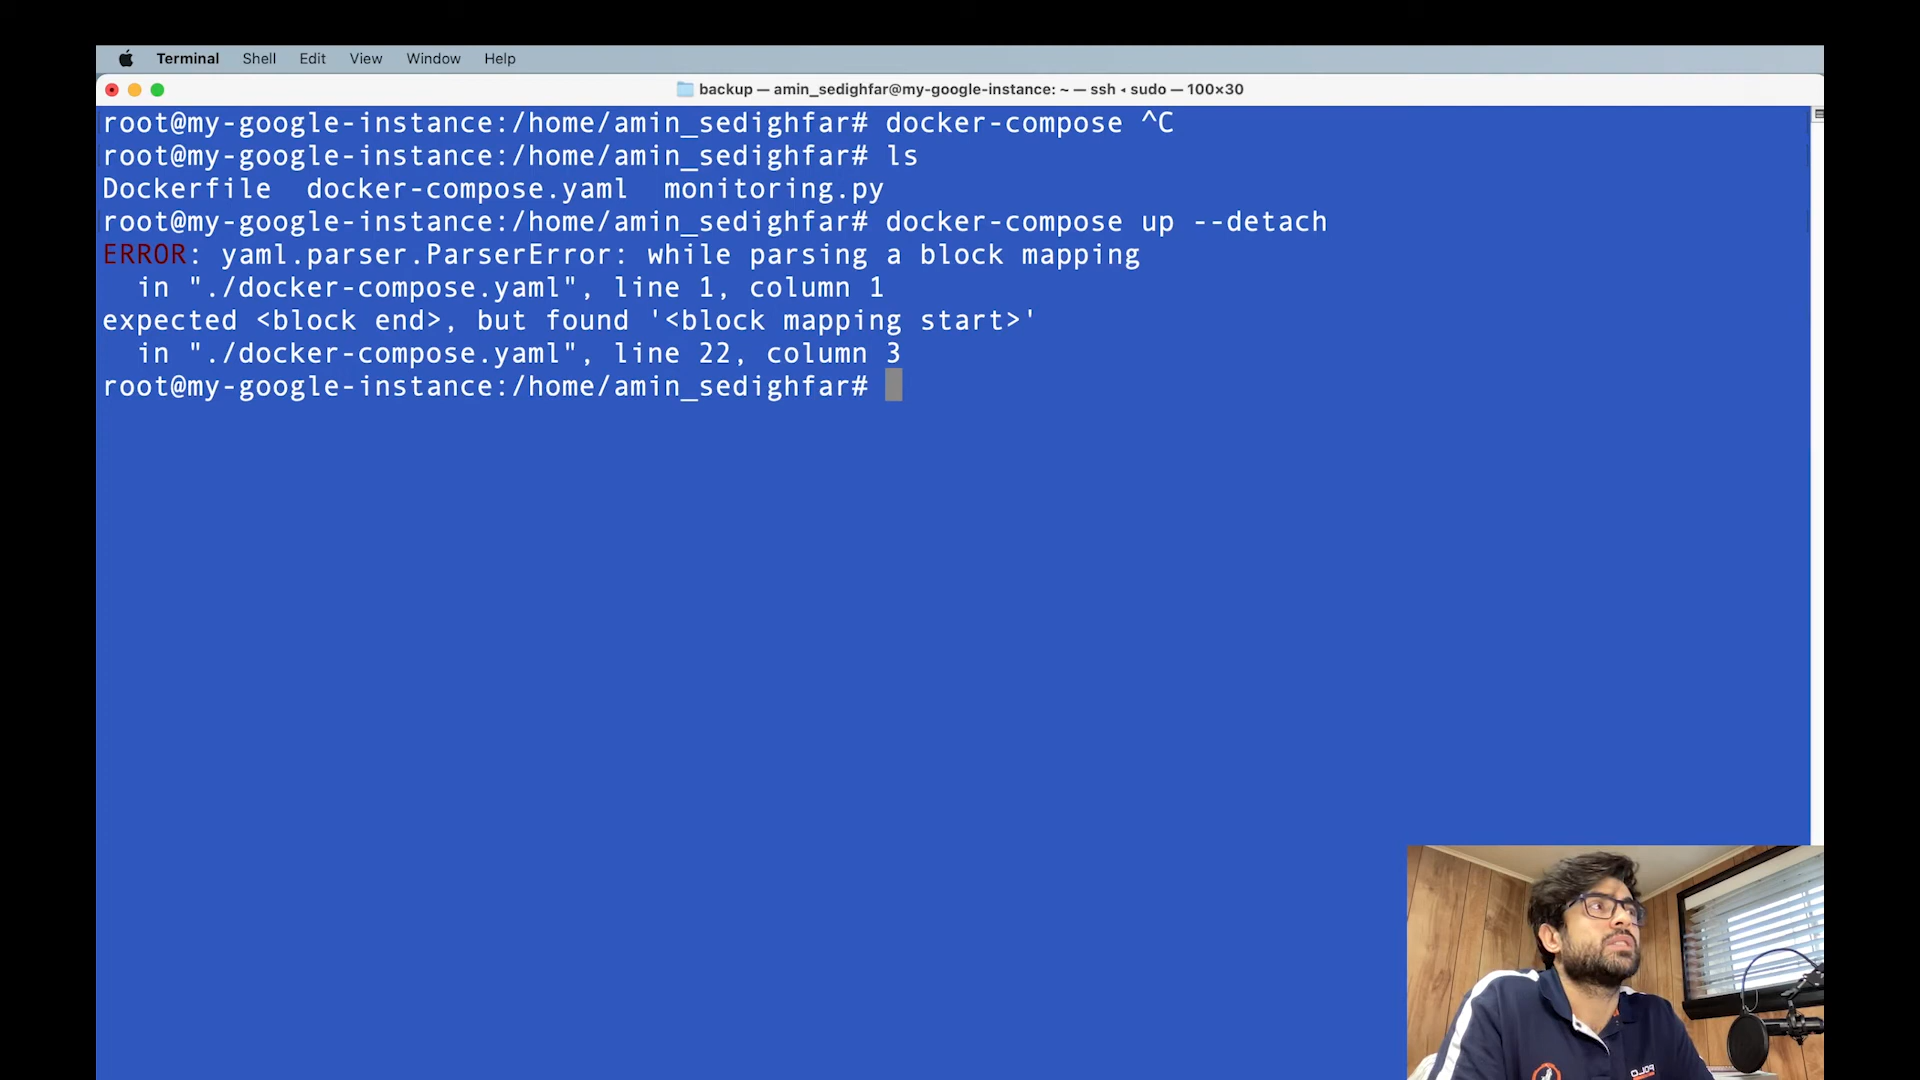 Terminal Shell Edit View Window Help
backup — amin_sedighfar@my-google-instance: ~ — ssh ◂ sudo — 100×30
root@my-google-instance:/home/amin_sedighfar# docker-compose ^C
root@my-google-instance:/home/amin_sedighfar# ls
Dockerfile  docker-compose.yaml  monitoring.py
root@my-google-instance:/home/amin_sedighfar# docker-compose up --detach
ERROR: yaml.parser.ParserError: while parsing a block mapping
  in "./docker-compose.yaml", line 1, column 1
expected <block end>, but found '<block mapping start>'
  in "./docker-compose.yaml", line 22, column 3
root@my-google-instance:/home/amin_sedighfar#
POLO